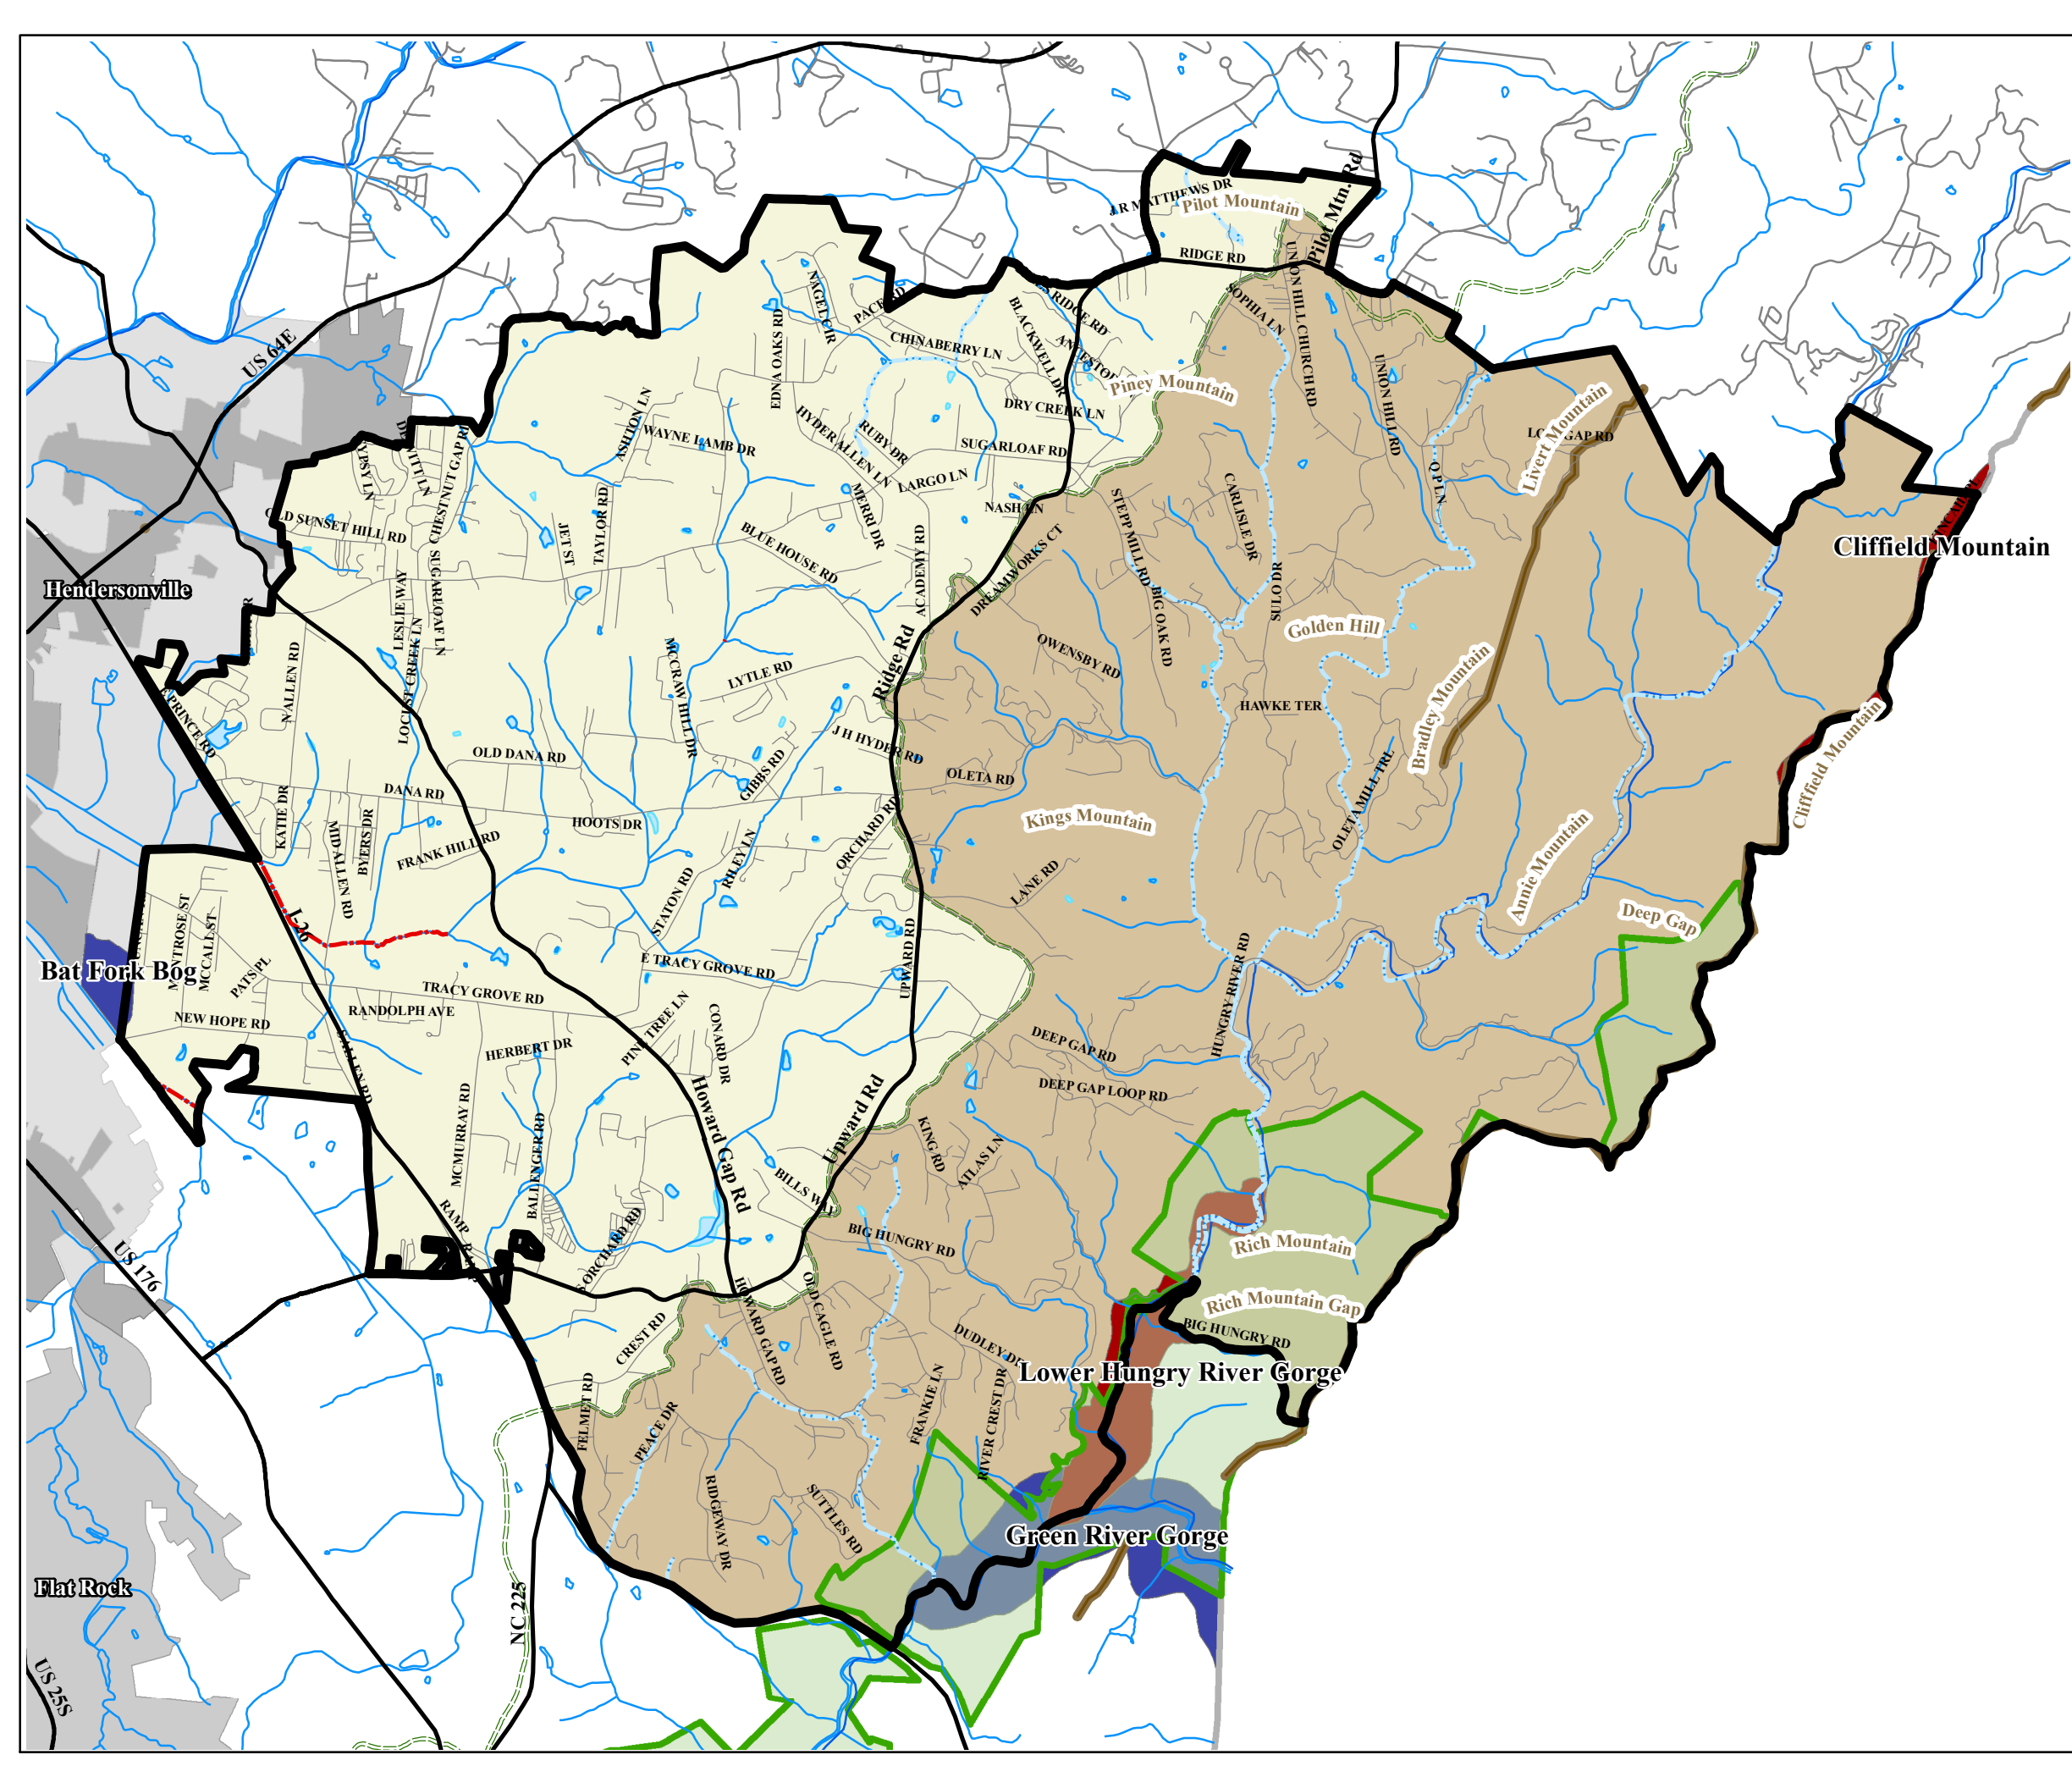 J.R MATTHEWS DR
Pilot Mountain
Pilot Mtn. Rd
RIDGE RD
UNION HILL CHURCH RD
SOPHIA LN
NAGEL CIR
PACE RD
RIDGE RD
EDNA OAKS RD
CHINABERRY LN
BLACKWELL DR
US 64E
Piney Mountain
UNION HILL RD
Livert Mountain
ASHTON LN
WAYNE LAMB DR
HYDER ALLEN LN
RUBY DR
DRY CREEK LN
SUGARLOAF RD
LARGO LN
CHESTNUT GAP RD
OLD SUNSET HILL RD
JET ST
TAYLOR RD
MERRI DR
NASH LN
STEPP MILL RD
CARLISLE DR
Q P LN
Cliffield Mountain
BLUE HOUSE RD
ACADEMY RD
DREAMWORKS CT
Hendersonville
LESLIE WAY
SUGARLOAF LN
BIG OAK RD
SULO DR
Golden Hill
N ALLEN RD
LOCUST CREEK LN
MCCRAW HILL DR
LYTLE RD
Ridge Rd
OWENSBY RD
HAWKE TER
Bradley Mountain
E PRINCE RD
OLD DANA RD
GIBBS RD
J H HYDER RD
OLETA RD
Clifffield Mountain
DANA RD
KATIE DR
MID ALLEN RD
BYERS DR
FRANK HILL RD
HOOTS DR
RILEY LN
ORCHARD RD
Kings Mountain
OLETA MILL TRL
I-26
STATON RD
LANE RD
Annie Mountain
Deep Gap
Bat Fork Bog
MONTROSE ST
MCCALL ST
PATS PL
E TRACY GROVE RD
UPWARD RD
TRACY GROVE RD
RANDOLPH AVE
NEW HOPE RD
S ALLEN RD
HERBERT DR
PINE TREE LN
CONARD DR
DEEP GAP RD
HUNGRY RIVER RD
DEEP GAP LOOP RD
MCMURRAY RD
BALLENGER RD
Howard Gap Rd
Upward Rd
KING RD
ATLAS LN
RAMP
RAMP
S ORCHARD RD
BIG HUNGRY RD
Rich Mountain
US 176
Rich Mountain Gap
BIG HUNGRY RD
HOWARD GAP RD
OLD CAGLE RD
CREST RD
DUDLEY DR
Lower Hungry River Gorge
FELMET RD
PEACE DR
FRANKIE LN
RIVER CREST DR
RIDGEWAY DR
SUTTLES RD
Green River Gorge
Flat Rock
NC 225
US 25S